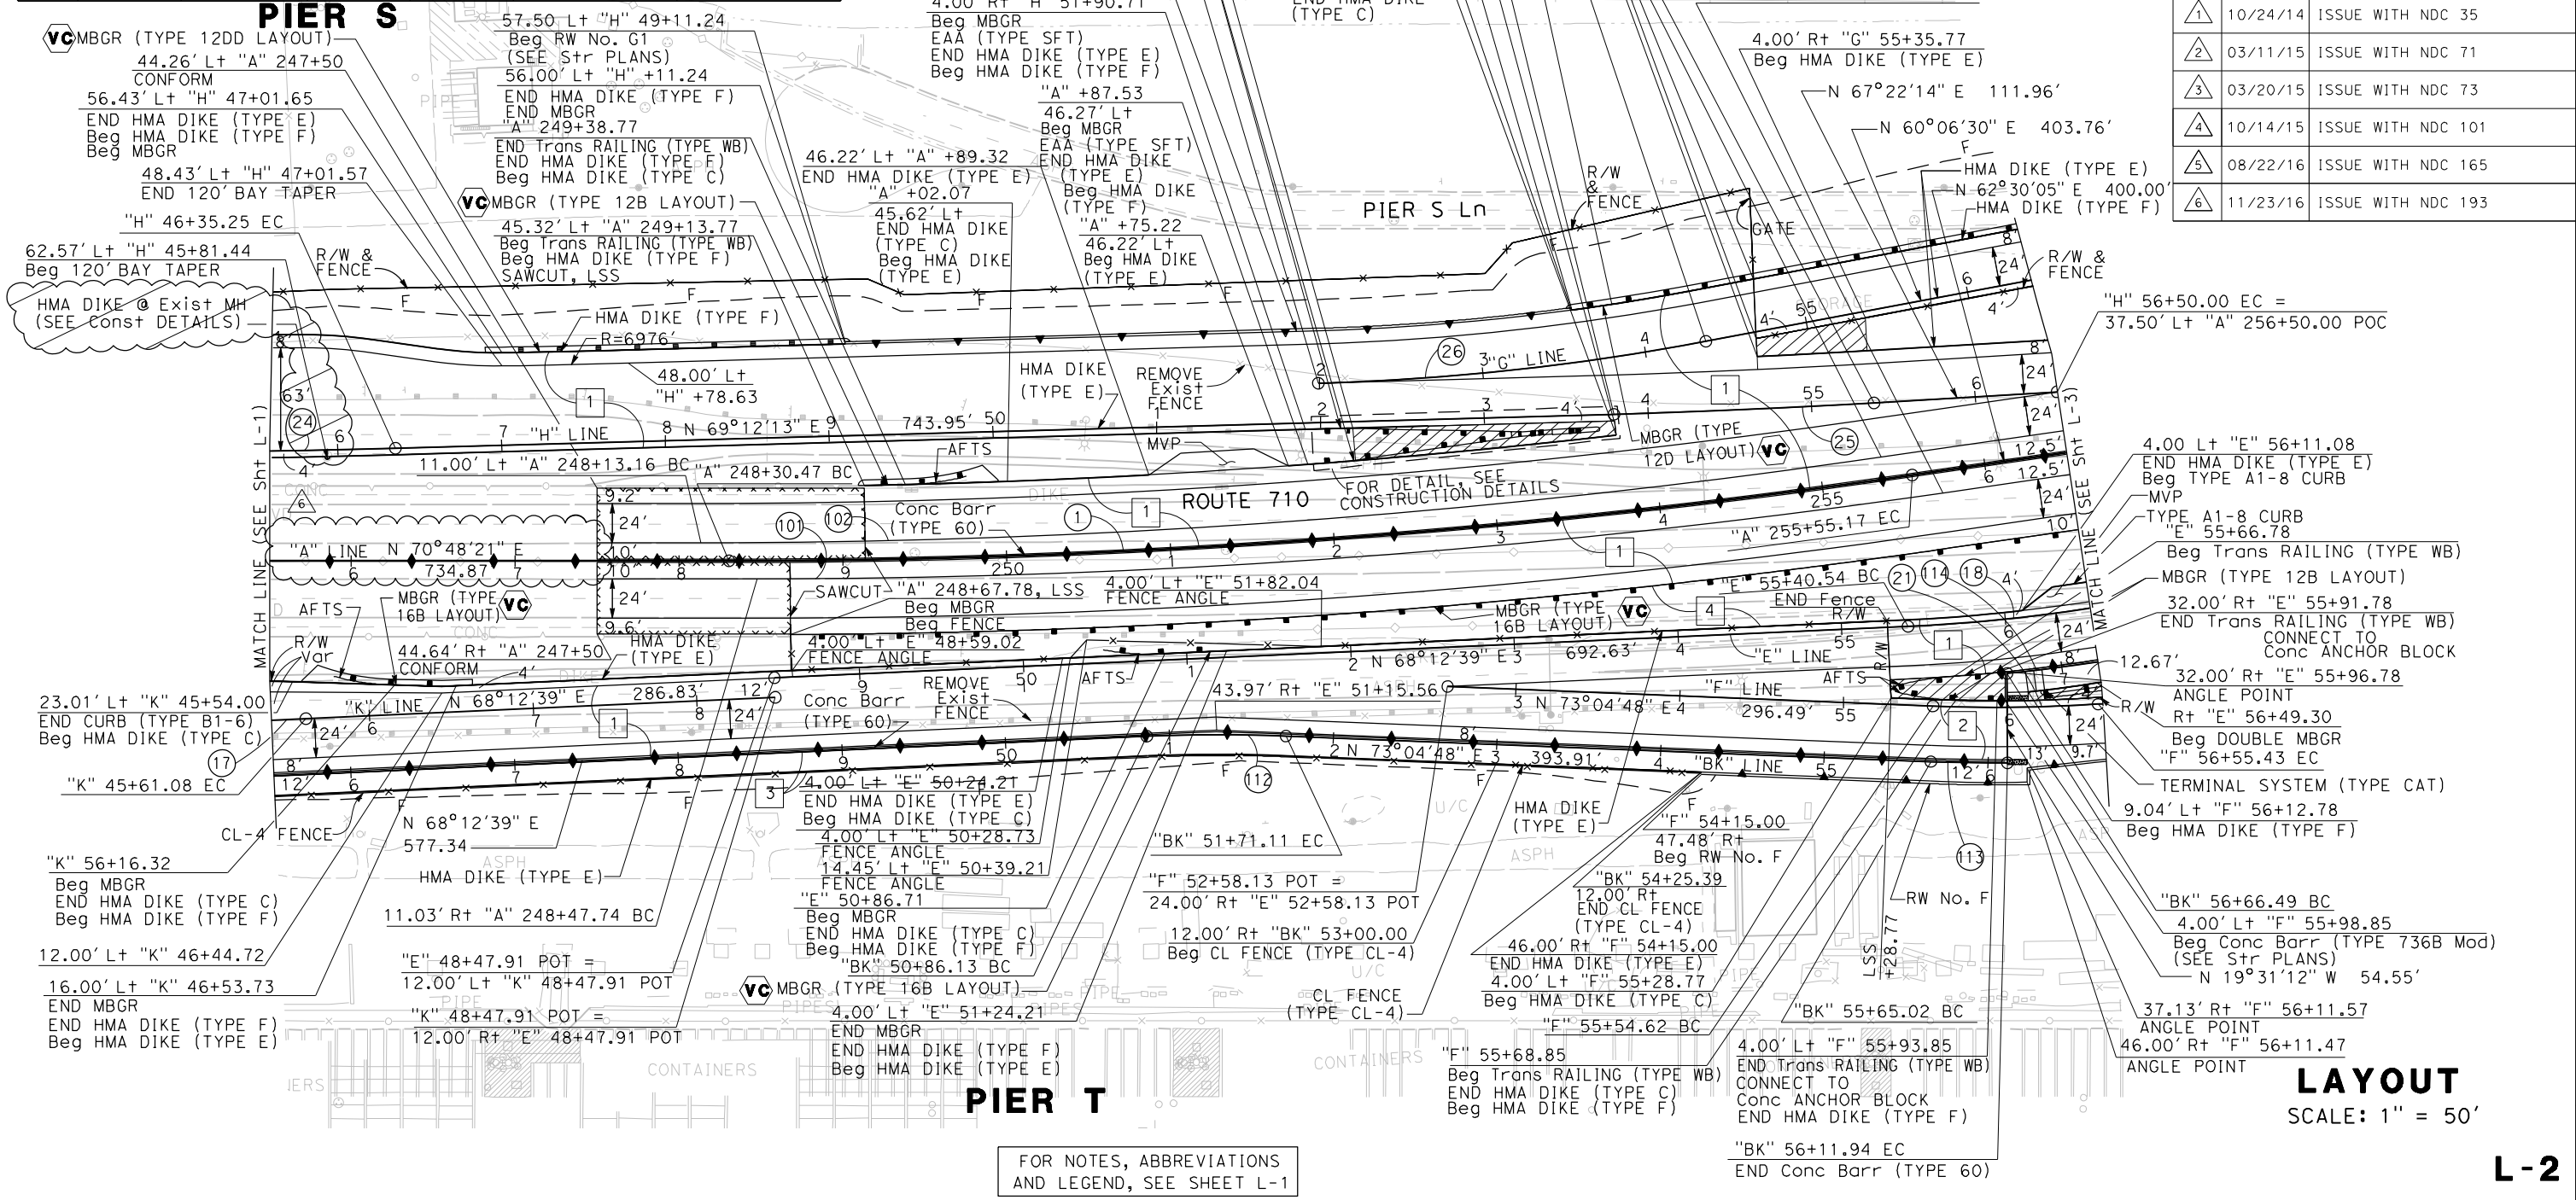 PIER S
VC MBGR (TYPE 12DD LAYOUT)
44.26' Lt "A" 247+50
CONFORM
56.43' Lt "H" 47+01.65
END HMA DIKE (TYPE E)
Beg HMA DIKE (TYPE F)
Beg MBGR
48.43' Lt "H" 47+01.57
END 120' BAY TAPER
"H" 46+35.25 EC
62.57' Lt "H" 45+81.44
Beg 120' BAY TAPER
R/W &
FENCE
HMA DIKE @ Exist MH
(SEE Const DETAILS)
57.50 Lt "H" 49+11.24
Beg RW No. G1
(SEE Str PLANS)
56.00' Lt "H" +11.24
END HMA DIKE (TYPE F)
END MBGR
"A" 249+38.77
END Trans RAILING (TYPE WB)
END HMA DIKE (TYPE F)
Beg HMA DIKE (TYPE C)
VC MBGR (TYPE 12B LAYOUT)
45.32' Lt "A" 249+13.77
Beg Trans RAILING (TYPE WB)
Beg HMA DIKE (TYPE F)
SAWCUT, LSS
HMA DIKE (TYPE F)
R=6976'
48.00' Lt
"H" +78.63
4.00' Rt "H" 51+90.71
Beg MBGR
EAA (TYPE SFT)
END HMA DIKE (TYPE E)
Beg HMA DIKE (TYPE F)
"A" +87.53
46.27' Lt
Beg MBGR
EAA (TYPE SFT)
END HMA DIKE
(TYPE E)
Beg HMA DIKE
(TYPE F)
46.22' Lt "A" +89.32
END HMA DIKE (TYPE E)
"A" +02.07
45.62' Lt
END HMA DIKE
(TYPE C)
Beg HMA DIKE
(TYPE E)
"A" +75.22
46.22' Lt
Beg HMA DIKE
(TYPE E)
END HMA DIKE
(TYPE C)
PIER S Ln
R/W
&
FENCE
GATE
4.00' Rt "G" 55+35.77
Beg HMA DIKE (TYPE E)
N 67°22'14" E 111.96'
N 60°06'30" E 403.76'
HMA DIKE (TYPE E)
N 62°30'05" E 400.00'
HMA DIKE (TYPE F)
R/W &
FENCE
1 10/24/14 ISSUE WITH NDC 35
2 03/11/15 ISSUE WITH NDC 71
3 03/20/15 ISSUE WITH NDC 73
4 10/14/15 ISSUE WITH NDC 101
5 08/22/16 ISSUE WITH NDC 165
6 11/23/16 ISSUE WITH NDC 193
"H" 56+50.00 EC =
37.50' Lt "A" 256+50.00 POC
STORAGE
HMA DIKE
(TYPE E)
REMOVE
Exist
FENCE
"G" LINE
26
"H" LINE
N 69°12'13" E
743.95'
AFTS
MVP
MBGR (TYPE
12D LAYOUT) VC
25
FOR DETAIL, SEE
CONSTRUCTION DETAILS
11.00' Lt "A" 248+13.16 BC
"A" 248+30.47 BC
ROUTE 710
Conc Barr
(TYPE 60)
101
102
"A" 255+55.17 EC
MATCH LINE (SEE Sht L-1)
MATCH LINE (SEE Sht L-3)
63'
24
"A" LINE N 70°48'21" E
734.87'
MBGR (TYPE
16B LAYOUT) VC
AFTS
R/W
Var
44.64' Rt "A" 247+50
CONFORM
HMA DIKE
(TYPE E)
SAWCUT
"A" 248+67.78, LSS
Beg MBGR
Beg FENCE
4.00' Lt "E" 48+59.02
FENCE ANGLE
4.00' Lt "E" 51+82.04
FENCE ANGLE
MBGR (TYPE
16B LAYOUT) VC
"E" 55+40.54 BC
END Fence
R/W
21
114
18
4.00 Lt "E" 56+11.08
END HMA DIKE (TYPE E)
Beg TYPE A1-8 CURB
MVP
TYPE A1-8 CURB
"E" 55+66.78
Beg Trans RAILING (TYPE WB)
MBGR (TYPE 12B LAYOUT)
32.00' Rt "E" 55+91.78
END Trans RAILING (TYPE WB)
CONNECT TO
Conc ANCHOR BLOCK
12.67'
32.00' Rt "E" 55+96.78
ANGLE POINT
R/W
Rt "E" 56+49.30
Beg DOUBLE MBGR
"F" 56+55.43 EC
TERMINAL SYSTEM (TYPE CAT)
9.04' Lt "F" 56+12.78
Beg HMA DIKE (TYPE F)
23.01' Lt "K" 45+54.00
END CURB (TYPE B1-6)
Beg HMA DIKE (TYPE C)
17
"K" 45+61.08 EC
"K" LINE
N 68°12'39" E
286.83'
Conc Barr
(TYPE 60)
REMOVE
Exist
FENCE
AFTS
N 68°12'39" E
692.63'
"E" LINE
43.97' Rt "E" 51+15.56
"F" LINE
N 73°04'48" E
296.49'
AFTS
N 73°04'48" E
393.91'
"BK" LINE
112
CL-4 FENCE
N 68°12'39" E
577.34
HMA DIKE (TYPE E)
"K" 56+16.32
Beg MBGR
END HMA DIKE (TYPE C)
Beg HMA DIKE (TYPE F)
12.00' Lt "K" 46+44.72
16.00' Lt "K" 46+53.73
END MBGR
END HMA DIKE (TYPE F)
Beg HMA DIKE (TYPE E)
11.03' Rt "A" 248+47.74 BC
"E" 48+47.91 POT =
12.00' Lt "K" 48+47.91 POT
"K" 48+47.91 POT =
12.00' Rt "E" 48+47.91 POT
4.00' Lt "E" 50+24.21
END HMA DIKE (TYPE E)
Beg HMA DIKE (TYPE C)
4.00' Lt "E" 50+28.73
FENCE ANGLE
14.45' Lt "E" 50+39.21
FENCE ANGLE
"E" 50+86.71
Beg MBGR
END HMA DIKE (TYPE C)
Beg HMA DIKE (TYPE F)
"BK" 50+86.13 BC
VC MBGR (TYPE 16B LAYOUT)
4.00' Lt "E" 51+24.21
END MBGR
END HMA DIKE (TYPE F)
Beg HMA DIKE (TYPE E)
"BK" 51+71.11 EC
"F" 52+58.13 POT =
24.00' Rt "E" 52+58.13 POT
12.00' Rt "BK" 53+00.00
Beg CL FENCE (TYPE CL-4)
CL FENCE
(TYPE CL-4)
HMA DIKE
(TYPE E)
"F" 54+15.00
47.48' Rt
Beg RW No. F
"BK" 54+25.39
12.00' Rt
END CL FENCE
(TYPE CL-4)
46.00' Rt "F" 54+15.00
END HMA DIKE (TYPE E)
4.00' Lt "F" 55+28.77
Beg HMA DIKE (TYPE C)
"F" 55+54.62 BC
"F" 55+68.85
Beg Trans RAILING (TYPE WB)
END HMA DIKE (TYPE C)
Beg HMA DIKE (TYPE F)
LSS
+28.77
RW No. F
113
"BK" 55+65.02 BC
4.00' Lt "F" 55+93.85
END Trans RAILING (TYPE WB)
CONNECT TO
Conc ANCHOR BLOCK
END HMA DIKE (TYPE F)
"BK" 56+11.94 EC
END Conc Barr (TYPE 60)
"BK" 56+66.49 BC
4.00' Lt "F" 55+98.85
Beg Conc Barr (TYPE 736B Mod)
(SEE Str PLANS)
N 19°31'12" W 54.55'
37.13' Rt "F" 56+11.57
ANGLE POINT
46.00' Rt "F" 56+11.47
ANGLE POINT
CONTAINERS
CONTAINERS
PIER T
LAYOUT
SCALE: 1" = 50'
FOR NOTES, ABBREVIATIONS
AND LEGEND, SEE SHEET L-1
L-2